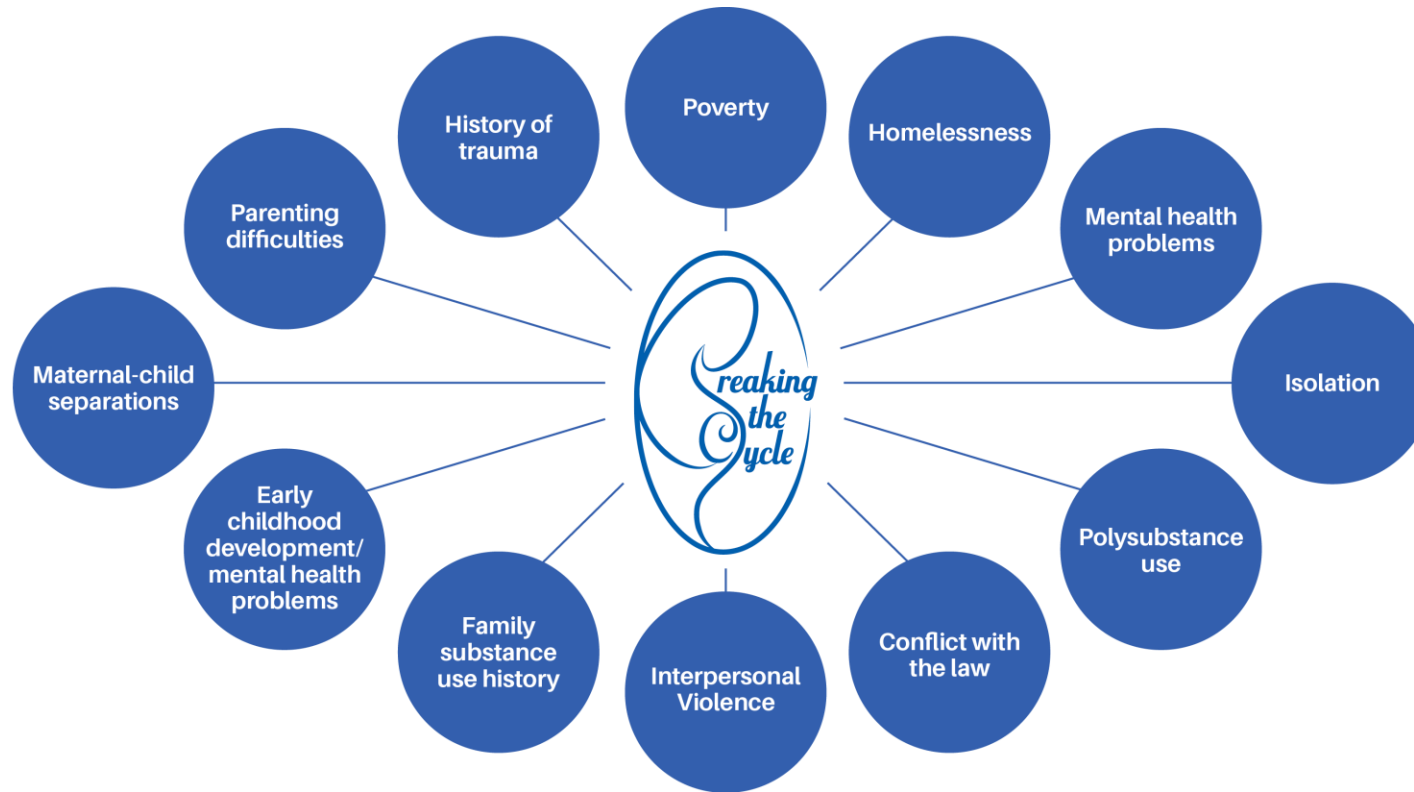 Poverty
Homelessness
Mental health
problems
Isolation
Polysubstance
use
Conflict with
the law
Interpersonal
Violence
Family
substance
use history
Early
childhood
development/
mental health
problems
Maternal-child
separations
Parenting
difficulties
History of
trauma
Breaking
the
Cycle